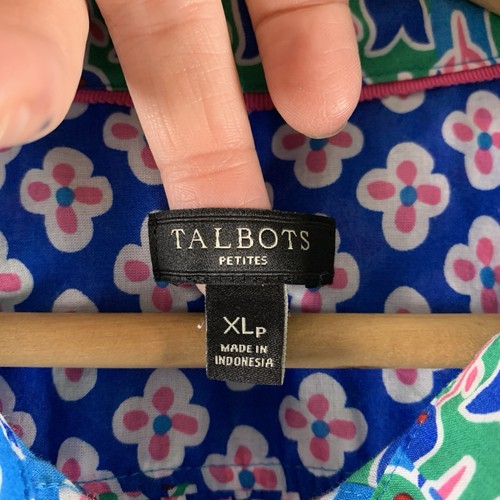 TALBOTS
PETITES
XLP
MADE IN
INDONESIA